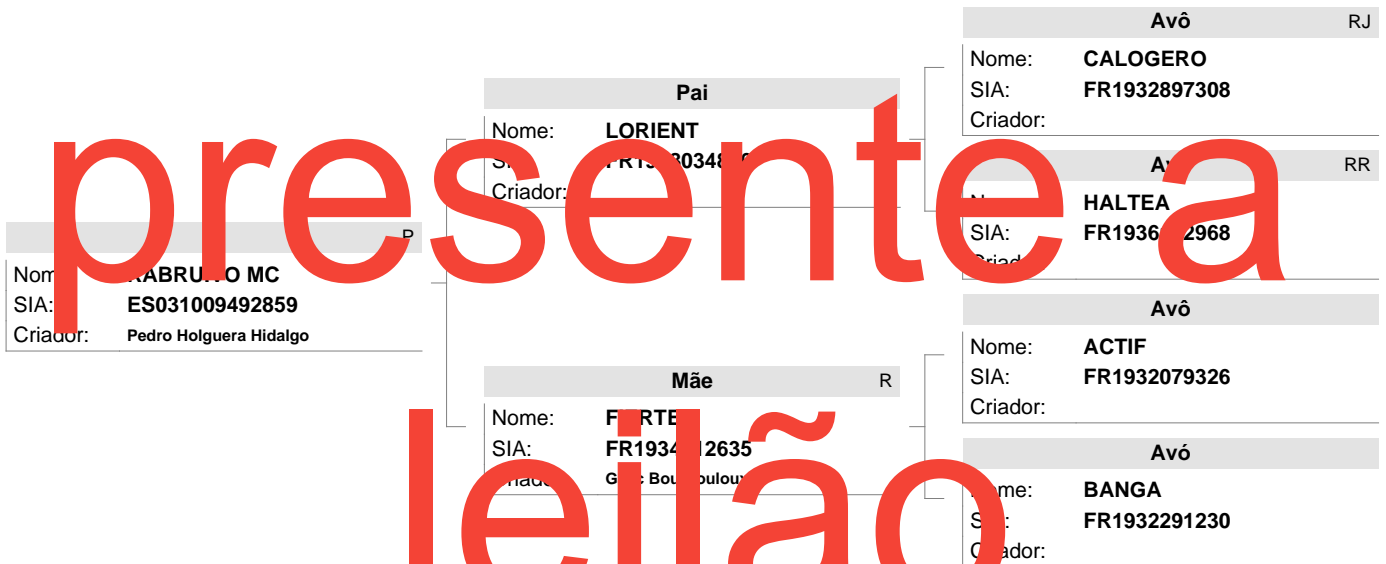 Avô RJ
Nome: CALOGERO
SIA: FR1932897308
Criador:
Pai
Nome: LORIENT
Criador:
RR
HALTEA
SIA:
presente a
P
MC
SIA: ES031009492859
Criador: Pedro Holguera Hidalgo
Avô
Nome: ACTIF
SIA: FR1932079326
Criador:
Mãe R
Nome:
SIA:
Avó
BANGA
FR1932291230
leilão